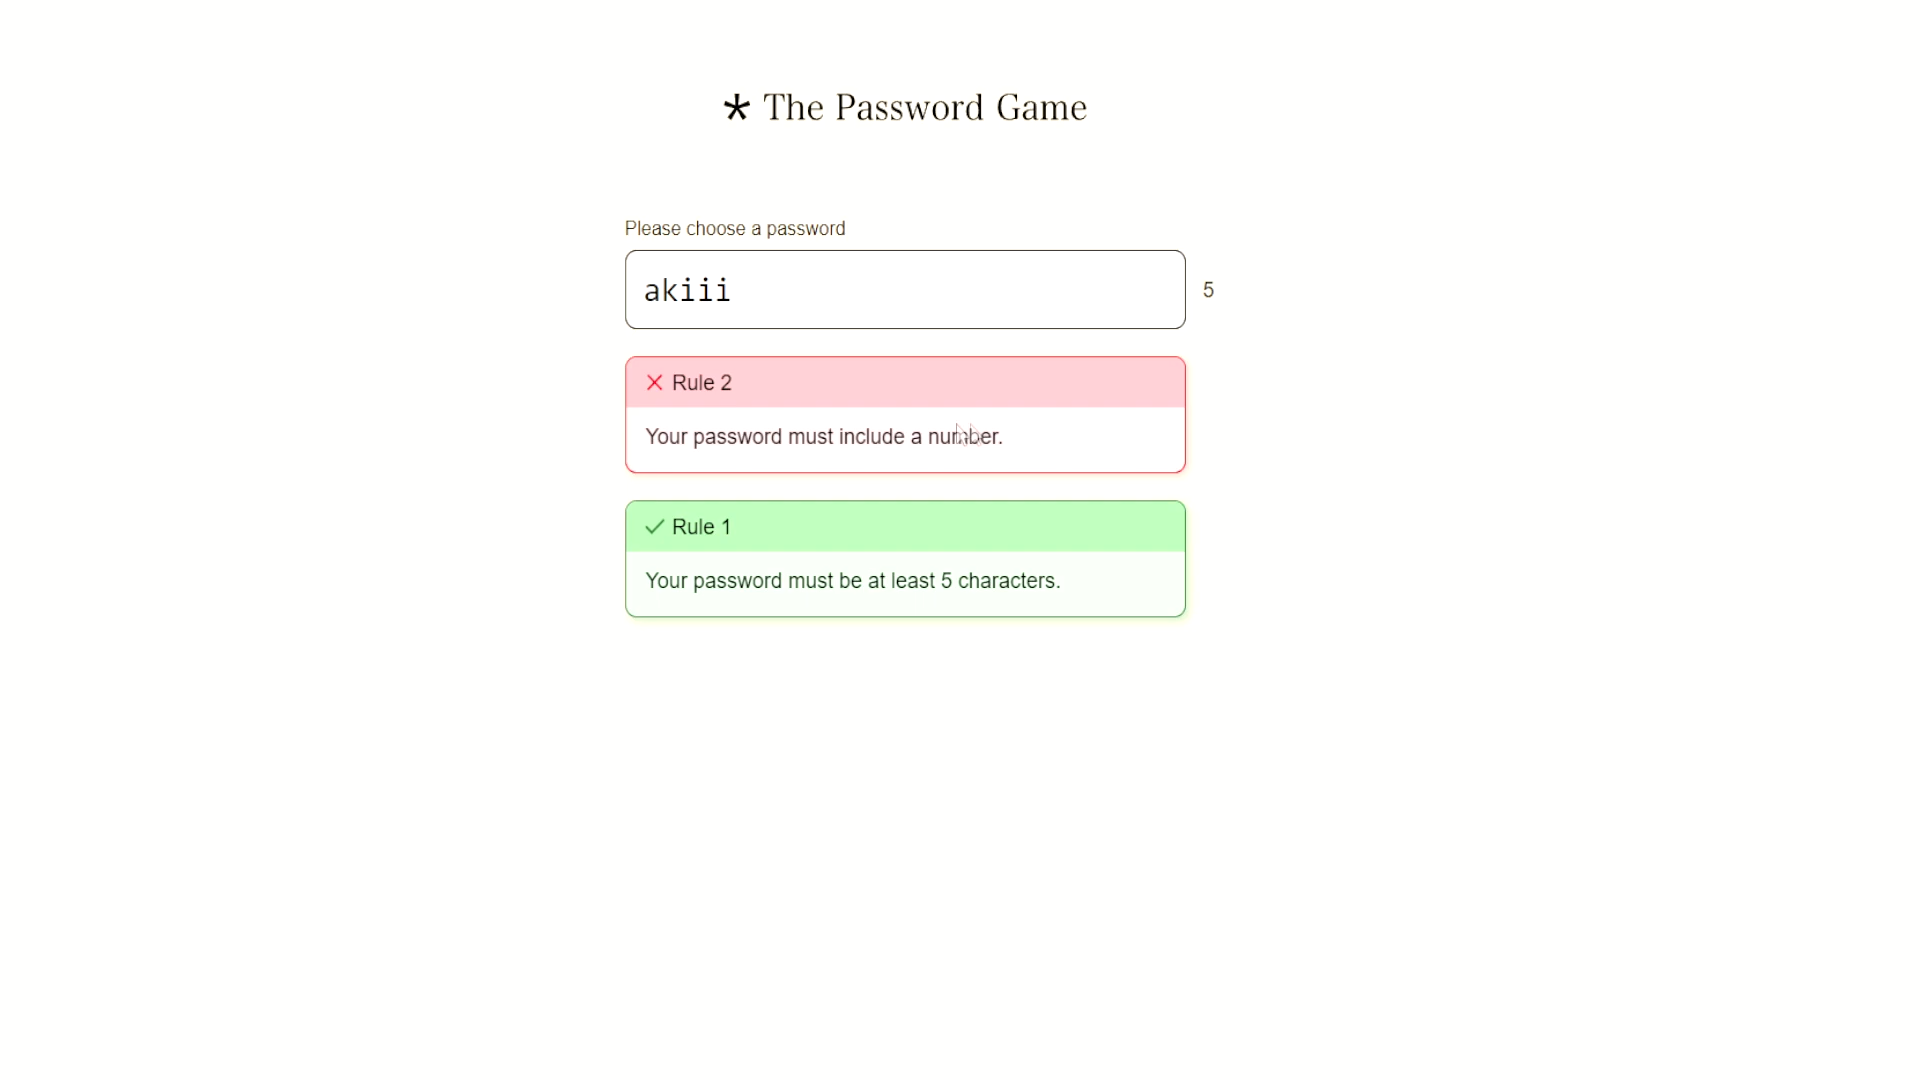 * The Password Game
Please choose a password
akiii
5
Rule 2
Your password must include a number.
Rule 1
Your password must be at least 5 characters.